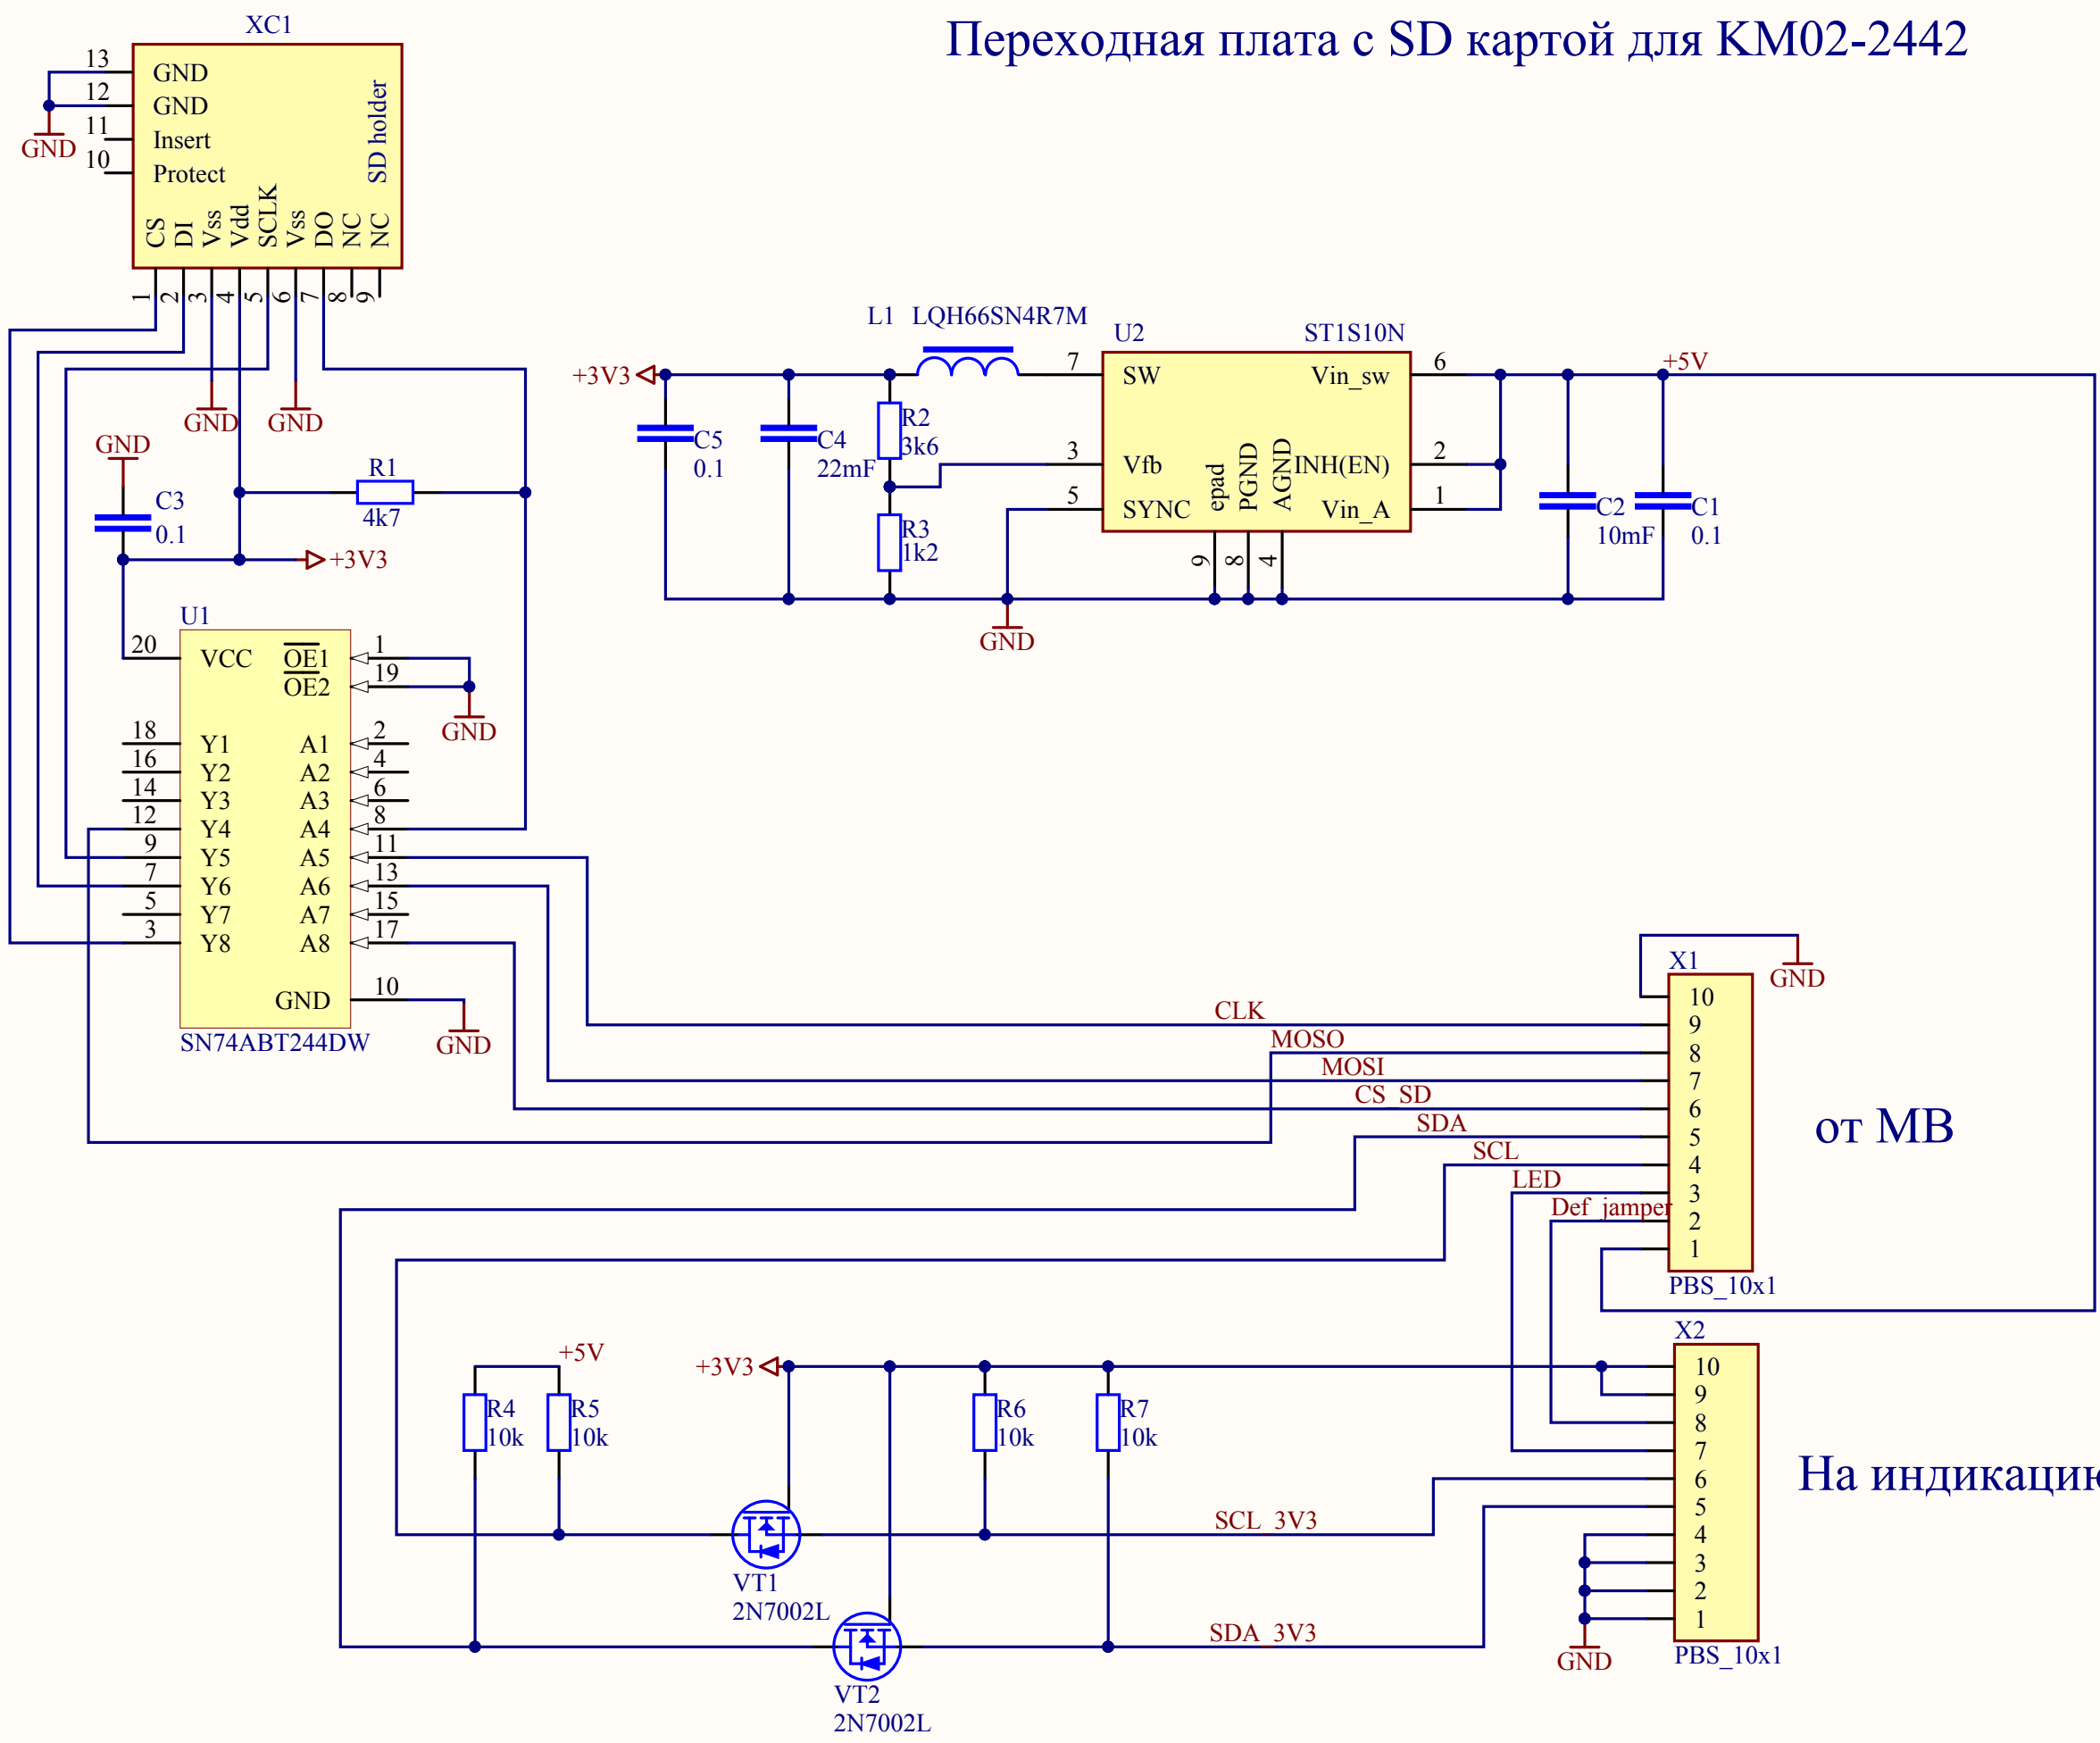 Переходная плата с SD картой для КМ02-2442
XC1
13
GND
12
GND
11
Insert
10
Protect
SD holder
CS
DI
Vss
Vdd
SCLK
Vss
DO
NC
NC
1
2
3
4
5
6
7
8
9
GND
GND
GND
GND
C3
0.1
R1
4k7
+3V3
U1
20
VCC
OE1
1
OE2
19
GND
18
Y1
A1
2
16
Y2
A2
4
14
Y3
A3
6
12
Y4
A4
8
9
Y5
A5
11
7
Y6
A6
13
5
Y7
A7
15
3
Y8
A8
17
GND
10
SN74ABT244DW
GND
L1 LQH66SN4R7M
U2
ST1S10N
+3V3
7
SW
Vin_sw
6
+5V
C5
0.1
C4
22mF
R2
3k6
3
Vfb
INH(EN)
2
5
SYNC
Vin_A
1
epad
PGND
AGND
9
8
4
R3
1k2
C2
10mF
C1
0.1
GND
X1
GND
10
CLK
9
MOSO
8
MOSI
7
CS_SD
6
SDA
5
SCL
4
LED
3
Def_jamper
2
1
PBS_10x1
от МВ
X2
+5V
+3V3
10
9
8
7
6
5
4
3
2
1
R4
10k
R5
10k
R6
10k
R7
10k
На индикацию
SCL_3V3
VT1
2N7002L
SDA_3V3
VT2
2N7002L
GND
PBS_10x1